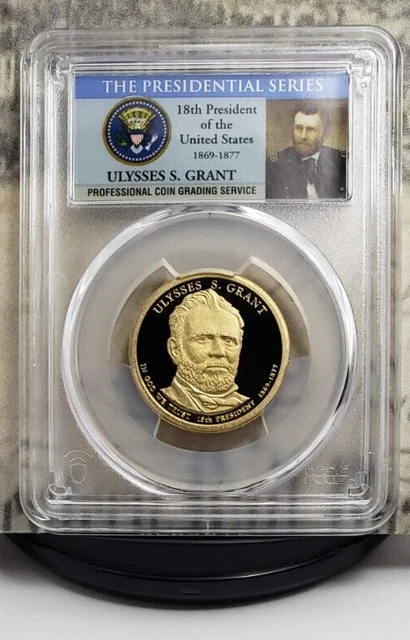 THE PRESIDENTIAL SERIES
18th President
of the
United States
1869-1877
ULYSSES S. GRANT
PROFESSIONAL COIN GRADING SERVICE
ULYSSES S. GRANT
IN GOD WE TRUST 18th PRESIDENT 1869-1877
PCGS